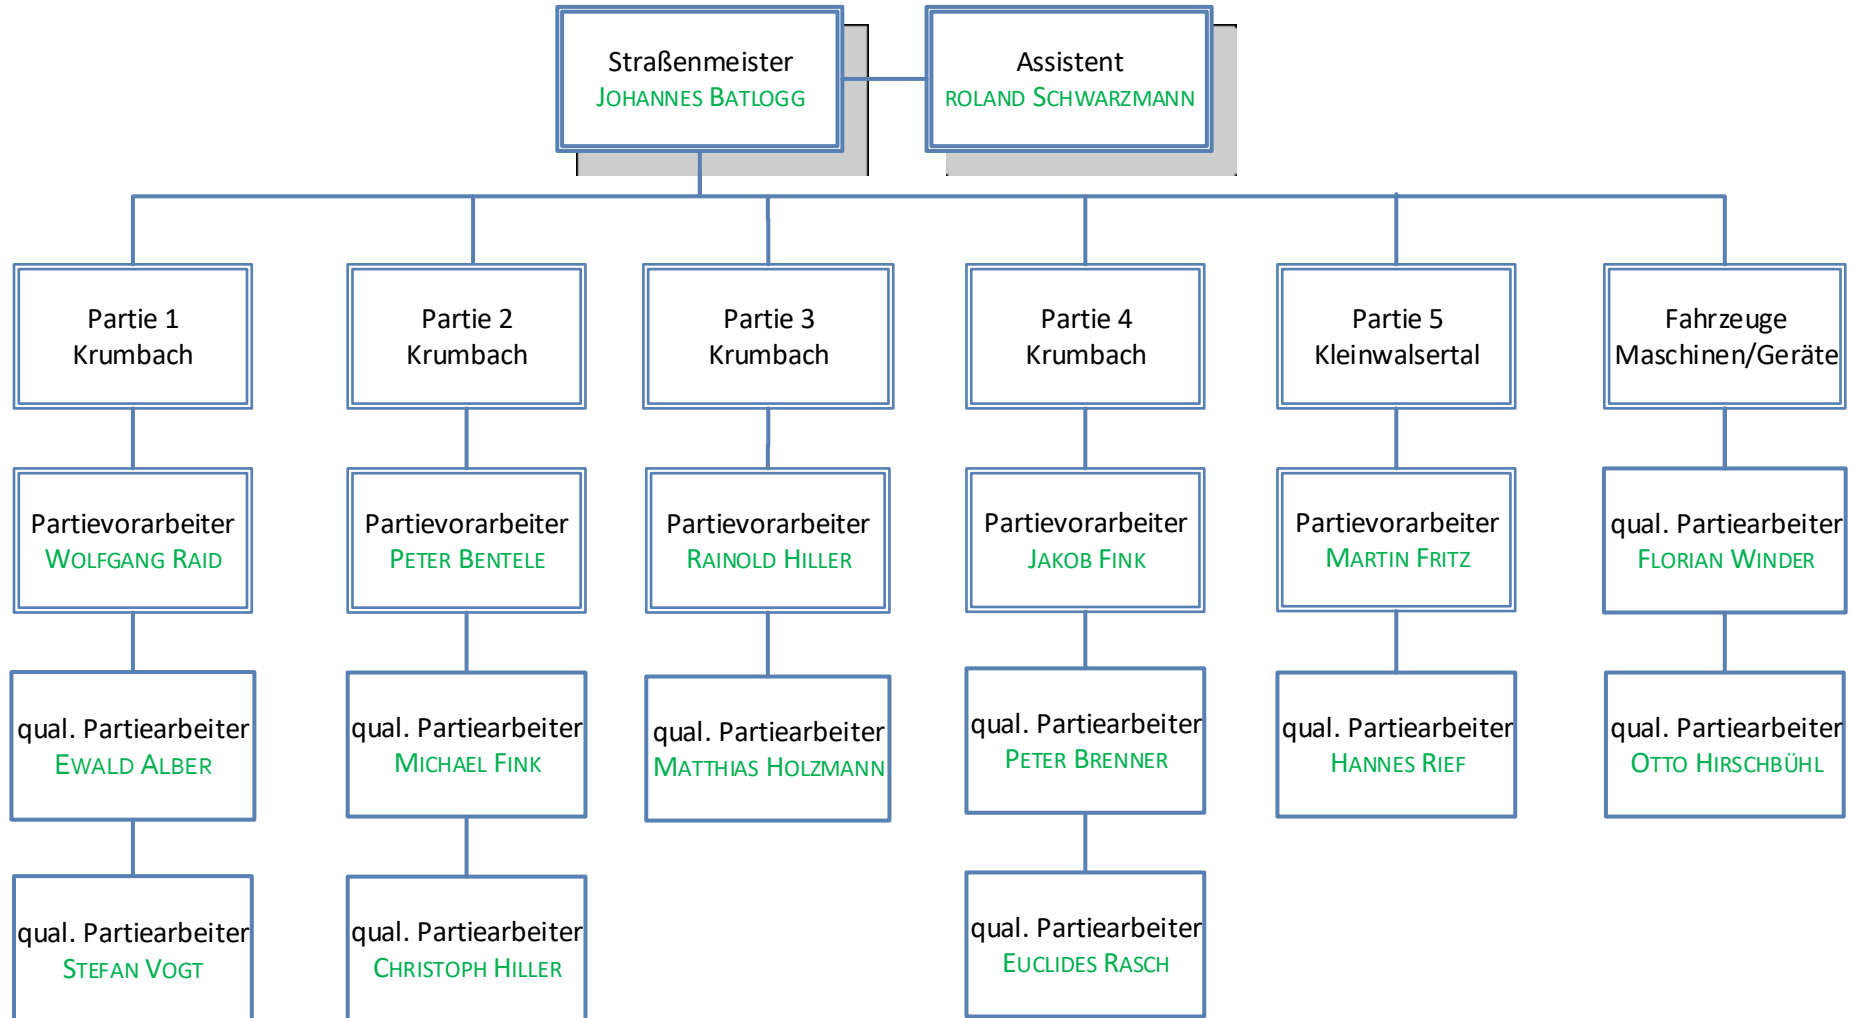 Straßenmeister
JOHANNES BATLOGG
Assistent
ROLAND SCHWARZMANN
Partie 1
Krumbach
Partie 2
Krumbach
Partie 3
Krumbach
Partie 4
Krumbach
Partie 5
Kleinwalsertal
Fahrzeuge
Maschinen/Geräte
Partievorarbeiter
WOLFGANG RAID
Partievorarbeiter
PETER BENTELE
Partievorarbeiter
RAINOLD HILLER
Partievorarbeiter
JAKOB FINK
Partievorarbeiter
MARTIN FRITZ
qual. Partiearbeiter
FLORIAN WINDER
qual. Partiearbeiter
EWALD ALBER
qual. Partiearbeiter
MICHAEL FINK
qual. Partiearbeiter
MATTHIAS HOLZMANN
qual. Partiearbeiter
PETER BRENNER
qual. Partiearbeiter
HANNES RIEF
qual. Partiearbeiter
OTTO HIRSCHBÜHL
qual. Partiearbeiter
STEFAN VOGT
qual. Partiearbeiter
CHRISTOPH HILLER
qual. Partiearbeiter
EUCLIDES RASCH